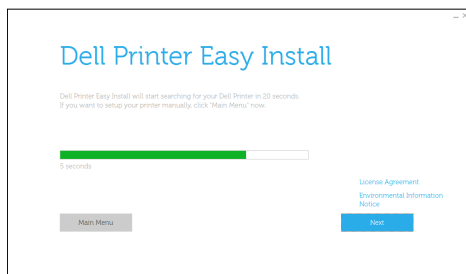 Dell Printer Easy Install
Dell Printer Easy Install will start searching for your Dell Printer in 20 seconds.
If you want to setup your printer manually, click "Main Menu" now.
5 seconds
License Agreement
Environmental Information
Notice
Main Menu
Next